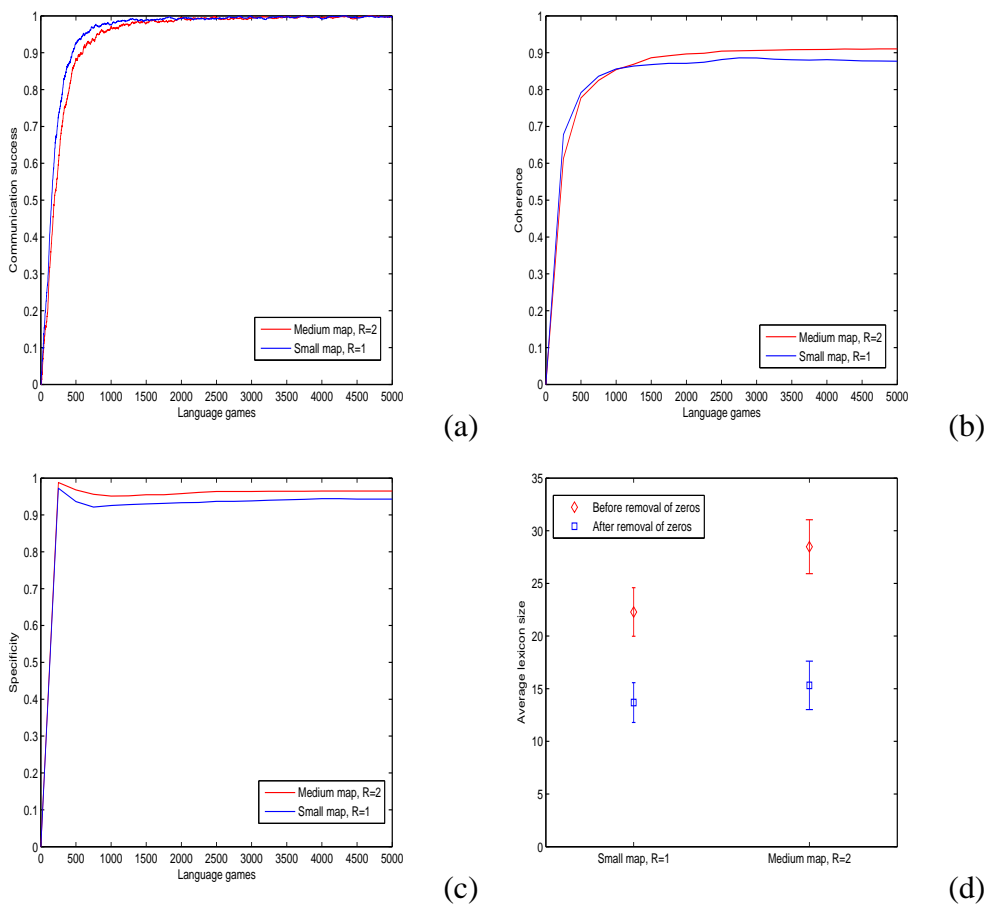 1
0.9
0.8
0.7
0.6
0.5
0.4
0.3
0.2
0.1
0
Communication success
Medium map, R=2
Small map, R=1
0 500 1000 1500 2000 2500 3000 3500 4000 4500 5000
Language games
(a)
1
0.9
0.8
0.7
0.6
0.5
0.4
0.3
0.2
0.1
0
Coherence
Medium map, R=2
Small map, R=1
0 500 1000 1500 2000 2500 3000 3500 4000 4500 5000
Language games
(b)
1
0.9
0.8
0.7
0.6
0.5
0.4
0.3
0.2
0.1
0
Specificity
Medium map, R=2
Small map, R=1
0 500 1000 1500 2000 2500 3000 3500 4000 4500 5000
Language games
(c)
35
30
25
20
15
10
5
0
Average lexicon size
Before removal of zeros
After removal of zeros
Small map, R=1 Medium map, R=2
(d)